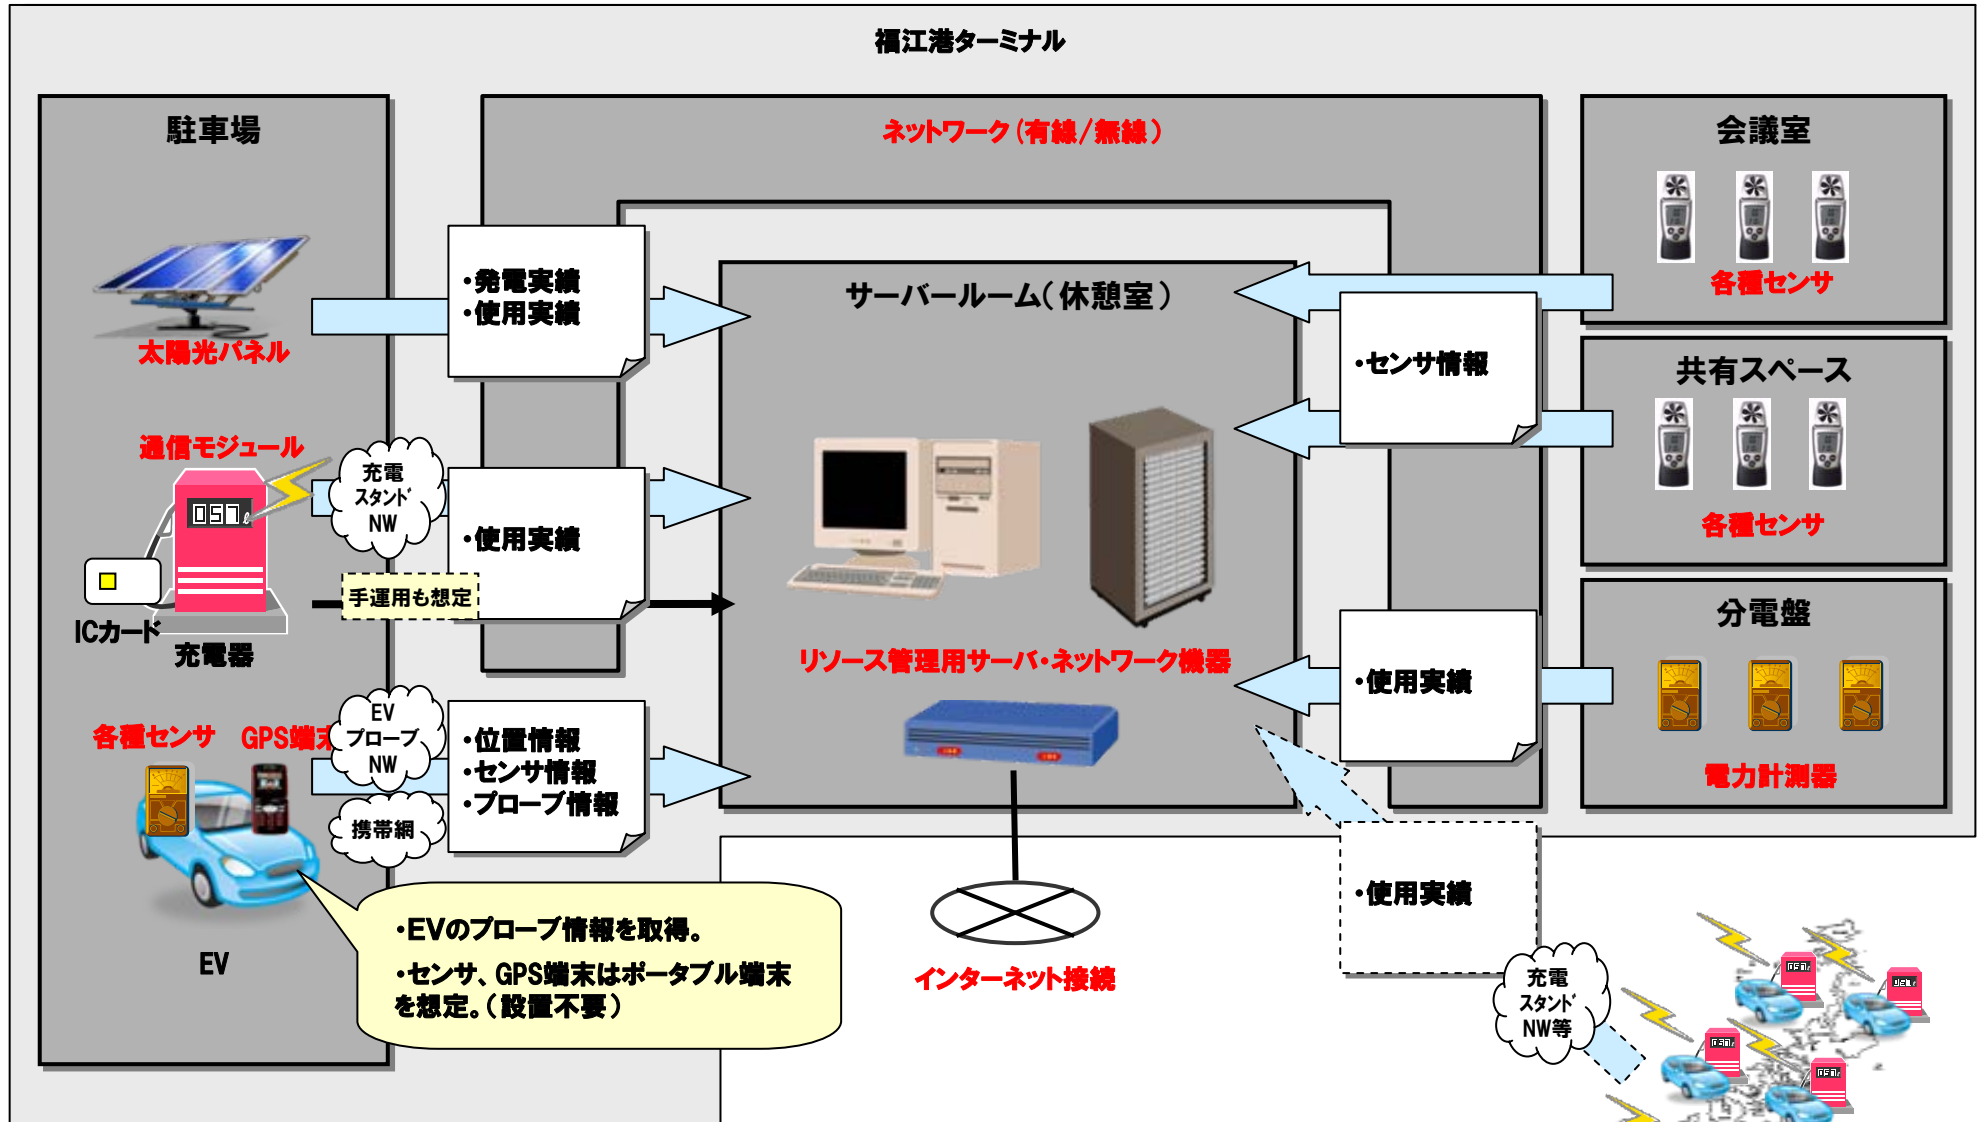 福江港ターミナル
駐車場
太陽光パネル
通信モジュール
ICカード
充電器
各種センサ
GPS端末
EV
ネットワーク(有線/無線)
・発電実績
・使用実績
充電
スタンド
NW
・使用実績
手運用も想定
EV
プローブ
NW
携帯網
・位置情報
・センサ情報
・プローブ情報
・EVのプローブ情報を取得。
・センサ、GPS端末はポータブル端末
を想定。(設置不要)
サーバールーム(休憩室)
リソース管理用サーバ・ネットワーク機器
インターネット接続
・センサ情報
・使用実績
・使用実績
充電
スタンド
NW等
会議室
各種センサ
共有スペース
各種センサ
分電盤
電力計測器